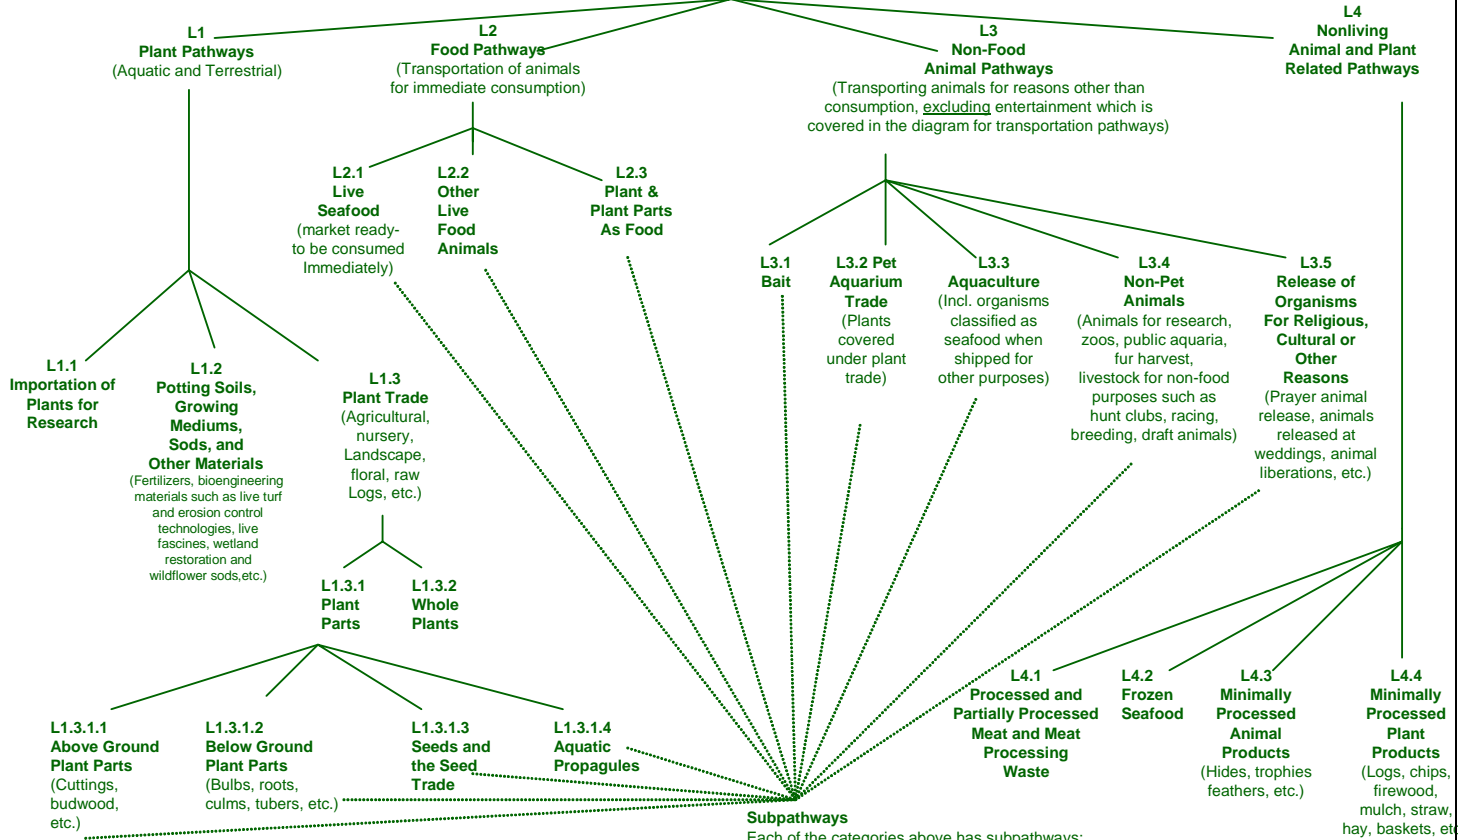 L1
Plant Pathways
(Aquatic and Terrestrial)
L2
Food Pathways
(Transportation of animals
for immediate consumption)
L3
Non-Food
Animal Pathways
(Transporting animals for reasons other than
consumption, excluding entertainment which is
covered in the diagram for transportation pathways)
L4
Nonliving
Animal and Plant
Related Pathways
L2.1
Live
Seafood
(market ready-
to be consumed
Immediately)
L2.2
Other
Live
Food
Animals
L2.3
Plant &
Plant Parts
As Food
L3.1
Bait
L3.2 Pet
Aquarium
Trade
(Plants
covered
under plant
trade)
L3.3
Aquaculture
(Incl. organisms
classified as
seafood when
shipped for
other purposes)
L3.4
Non-Pet
Animals
(Animals for research,
zoos, public aquaria,
fur harvest,
livestock for non-food
purposes such as
hunt clubs, racing,
breeding, draft animals)
L3.5
Release of
Organisms
For Religious,
Cultural or
Other
Reasons
(Prayer animal
release, animals
released at
weddings, animal
liberations, etc.)
L1.1
Importation of
Plants for
Research
L1.2
Potting Soils,
Growing
Mediums,
Sods, and
Other Materials
(Fertilizers, bioengineering
materials such as live turf
and erosion control
technologies, live
fascines, wetland
restoration and
wildflower sods,etc.)
L1.3
Plant Trade
(Agricultural,
nursery,
Landscape,
floral, raw
Logs, etc.)
L1.3.1
Plant
Parts
L1.3.2
Whole
Plants
L1.3.1.1
Above Ground
Plant Parts
(Cuttings,
budwood,
etc.)
L1.3.1.2
Below Ground
Plant Parts
(Bulbs, roots,
culms, tubers, etc.)
L1.3.1.3
Seeds and
the Seed
Trade
L1.3.1.4
Aquatic
Propagules
L4.1
Processed and
Partially Processed
Meat and Meat
Processing
Waste
L4.2
Frozen
Seafood
L4.3
Minimally
Processed
Animal
Products
(Hides, trophies
feathers, etc.)
L4.4
Minimally
Processed
Plant
Products
(Logs, chips,
firewood,
mulch, straw,
hay, baskets, etc
Subpathways
Each of the categories above has subpathways: